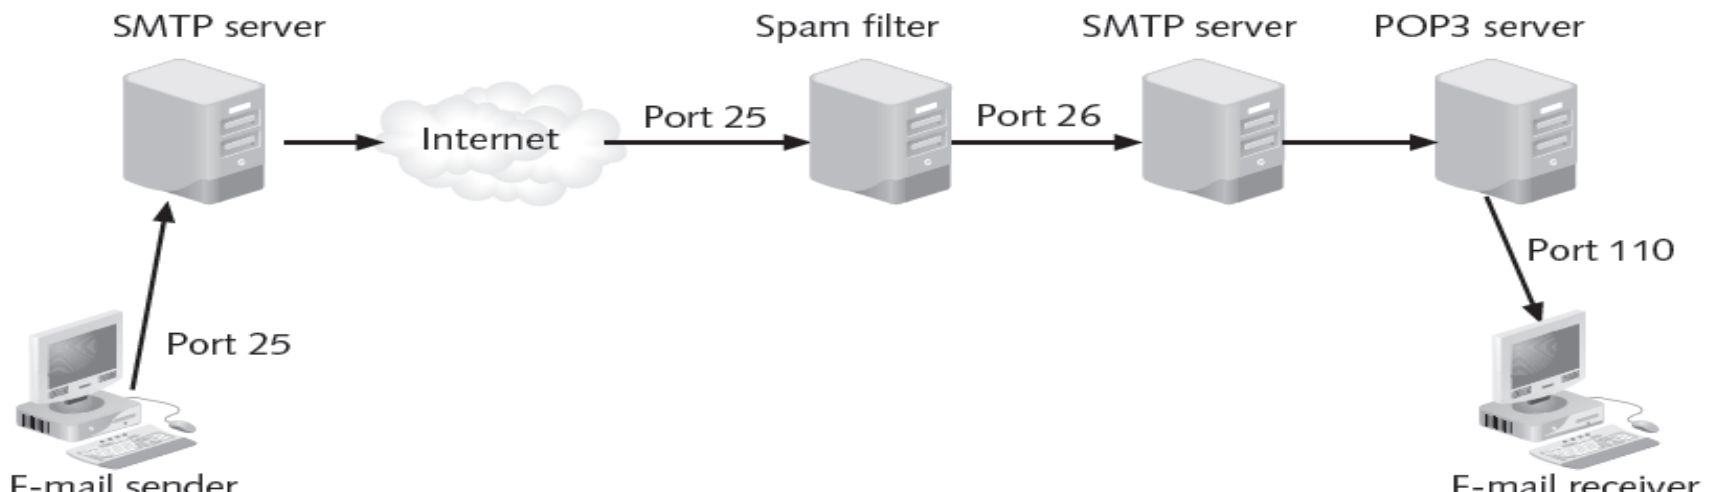 SMTP server
Spam filter
SMTP server
POP3 server
Internet
Port 25
Port 26
Port 110
Port 25
E-mail sender
E-mail receiver